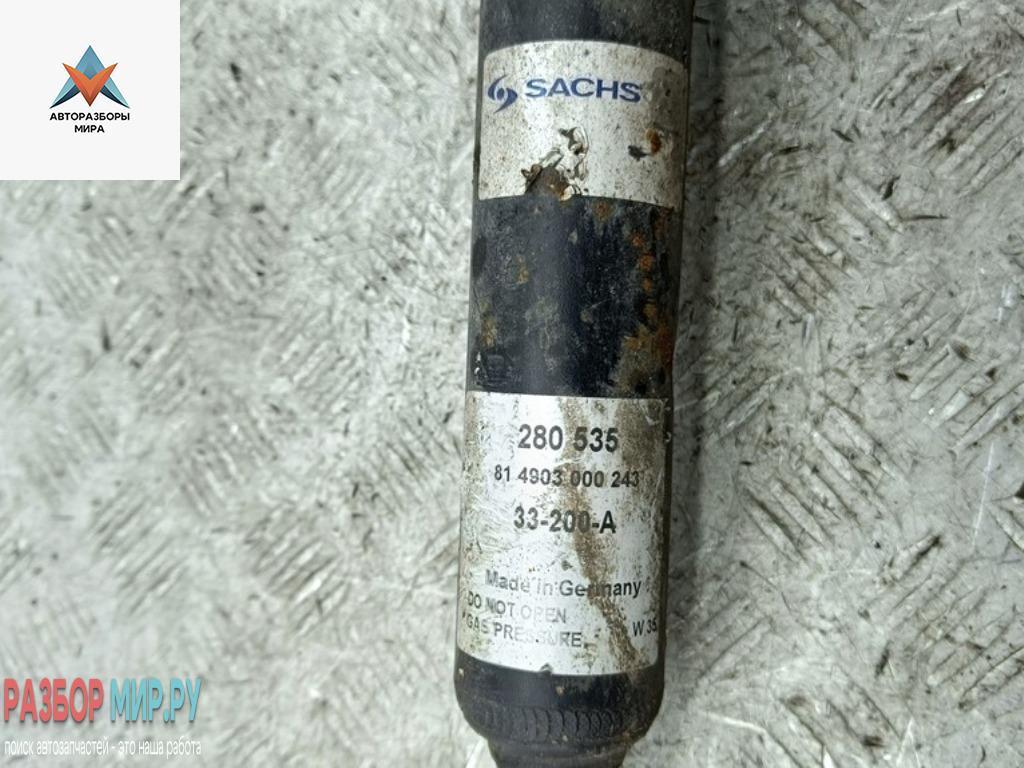 АВТОРАЗБОРЫ
МИРА
SACHS
280 535
81 4903 000 243
33-200-A
Made in Germany
DO NOT OPEN
GAS PRESSURE
W 35
РАЗБОР МИР.РУ
поиск автозапчастей - это наша работа